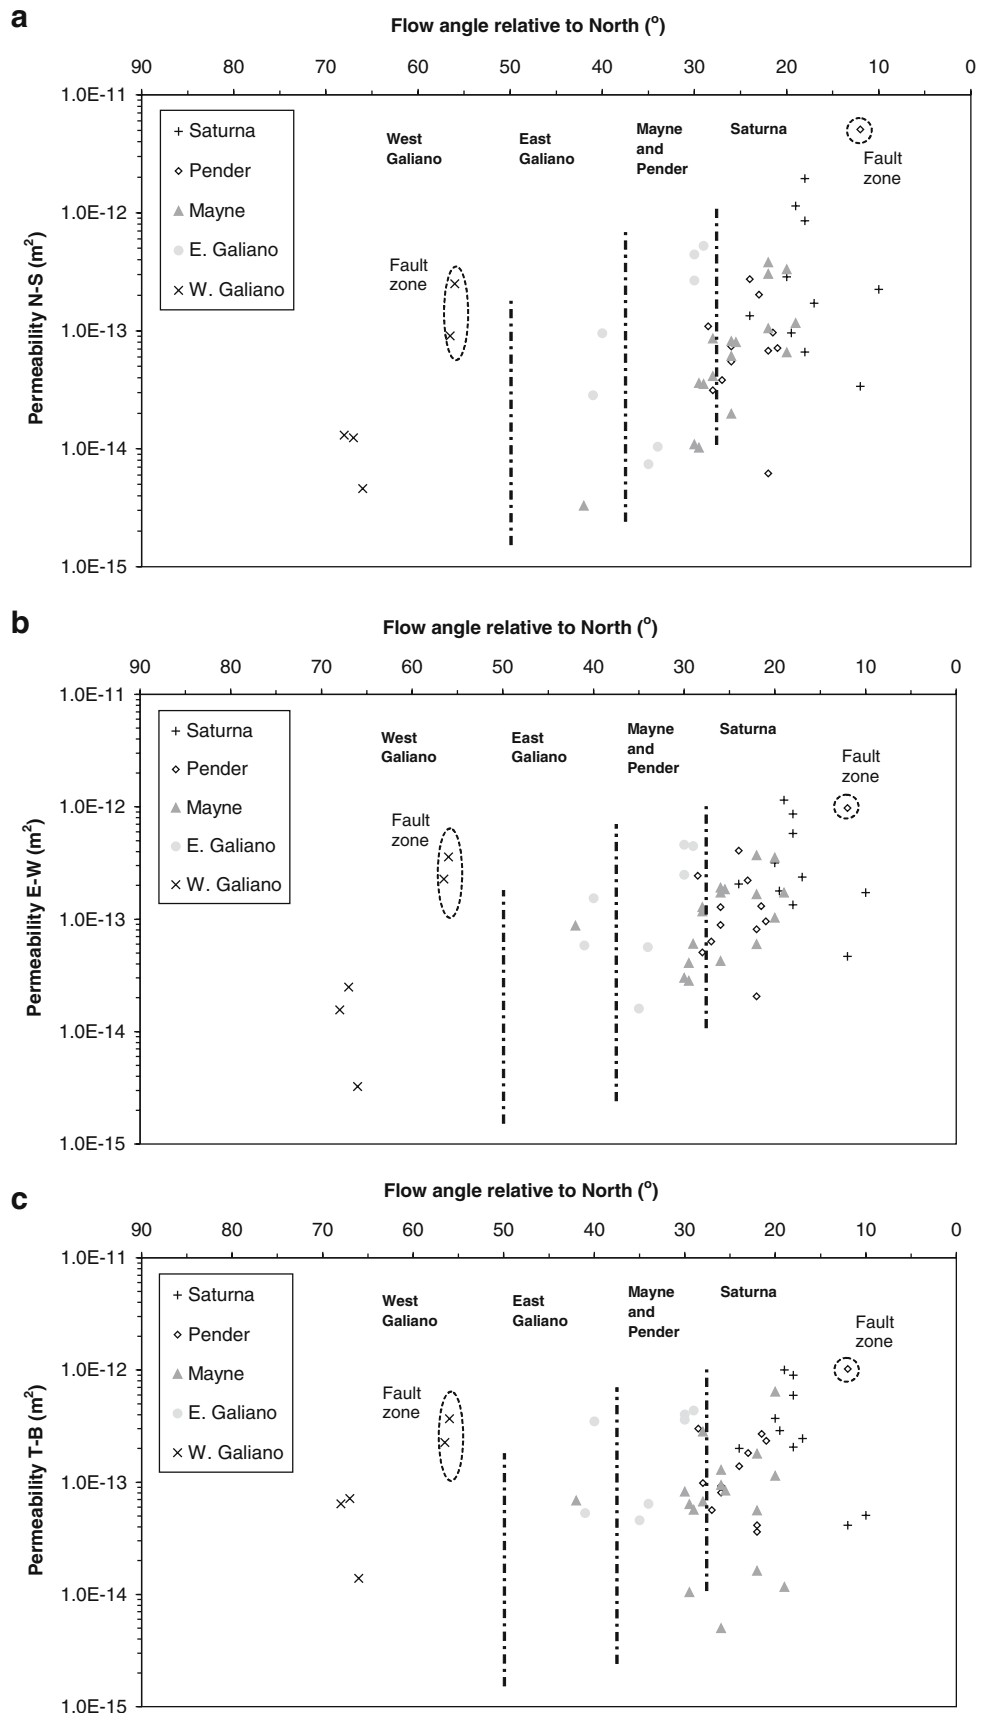 a
Flow angle relative to North (o)
90 80 70 60 50 40 30 20 10 0
1.0E-11
1.0E-12
1.0E-13
1.0E-14
1.0E-15
Permeability N-S (m2)
Saturna
Pender
Mayne
E. Galiano
W. Galiano
West
Galiano
East
Galiano
Mayne
and
Pender
Saturna
Fault
zone
Fault
zone
b
Flow angle relative to North (o)
90 80 70 60 50 40 30 20 10 0
1.0E-11
1.0E-12
1.0E-13
1.0E-14
1.0E-15
Permeability E-W (m2)
Saturna
Pender
Mayne
E. Galiano
W. Galiano
West
Galiano
East
Galiano
Mayne
and
Pender
Saturna
Fault
zone
Fault
zone
c
Flow angle relative to North (o)
90 80 70 60 50 40 30 20 10 0
1.0E-11
1.0E-12
1.0E-13
1.0E-14
1.0E-15
Permeability T-B (m2)
Saturna
Pender
Mayne
E. Galiano
W. Galiano
West
Galiano
East
Galiano
Mayne
and
Pender
Saturna
Fault
zone
Fault
zone